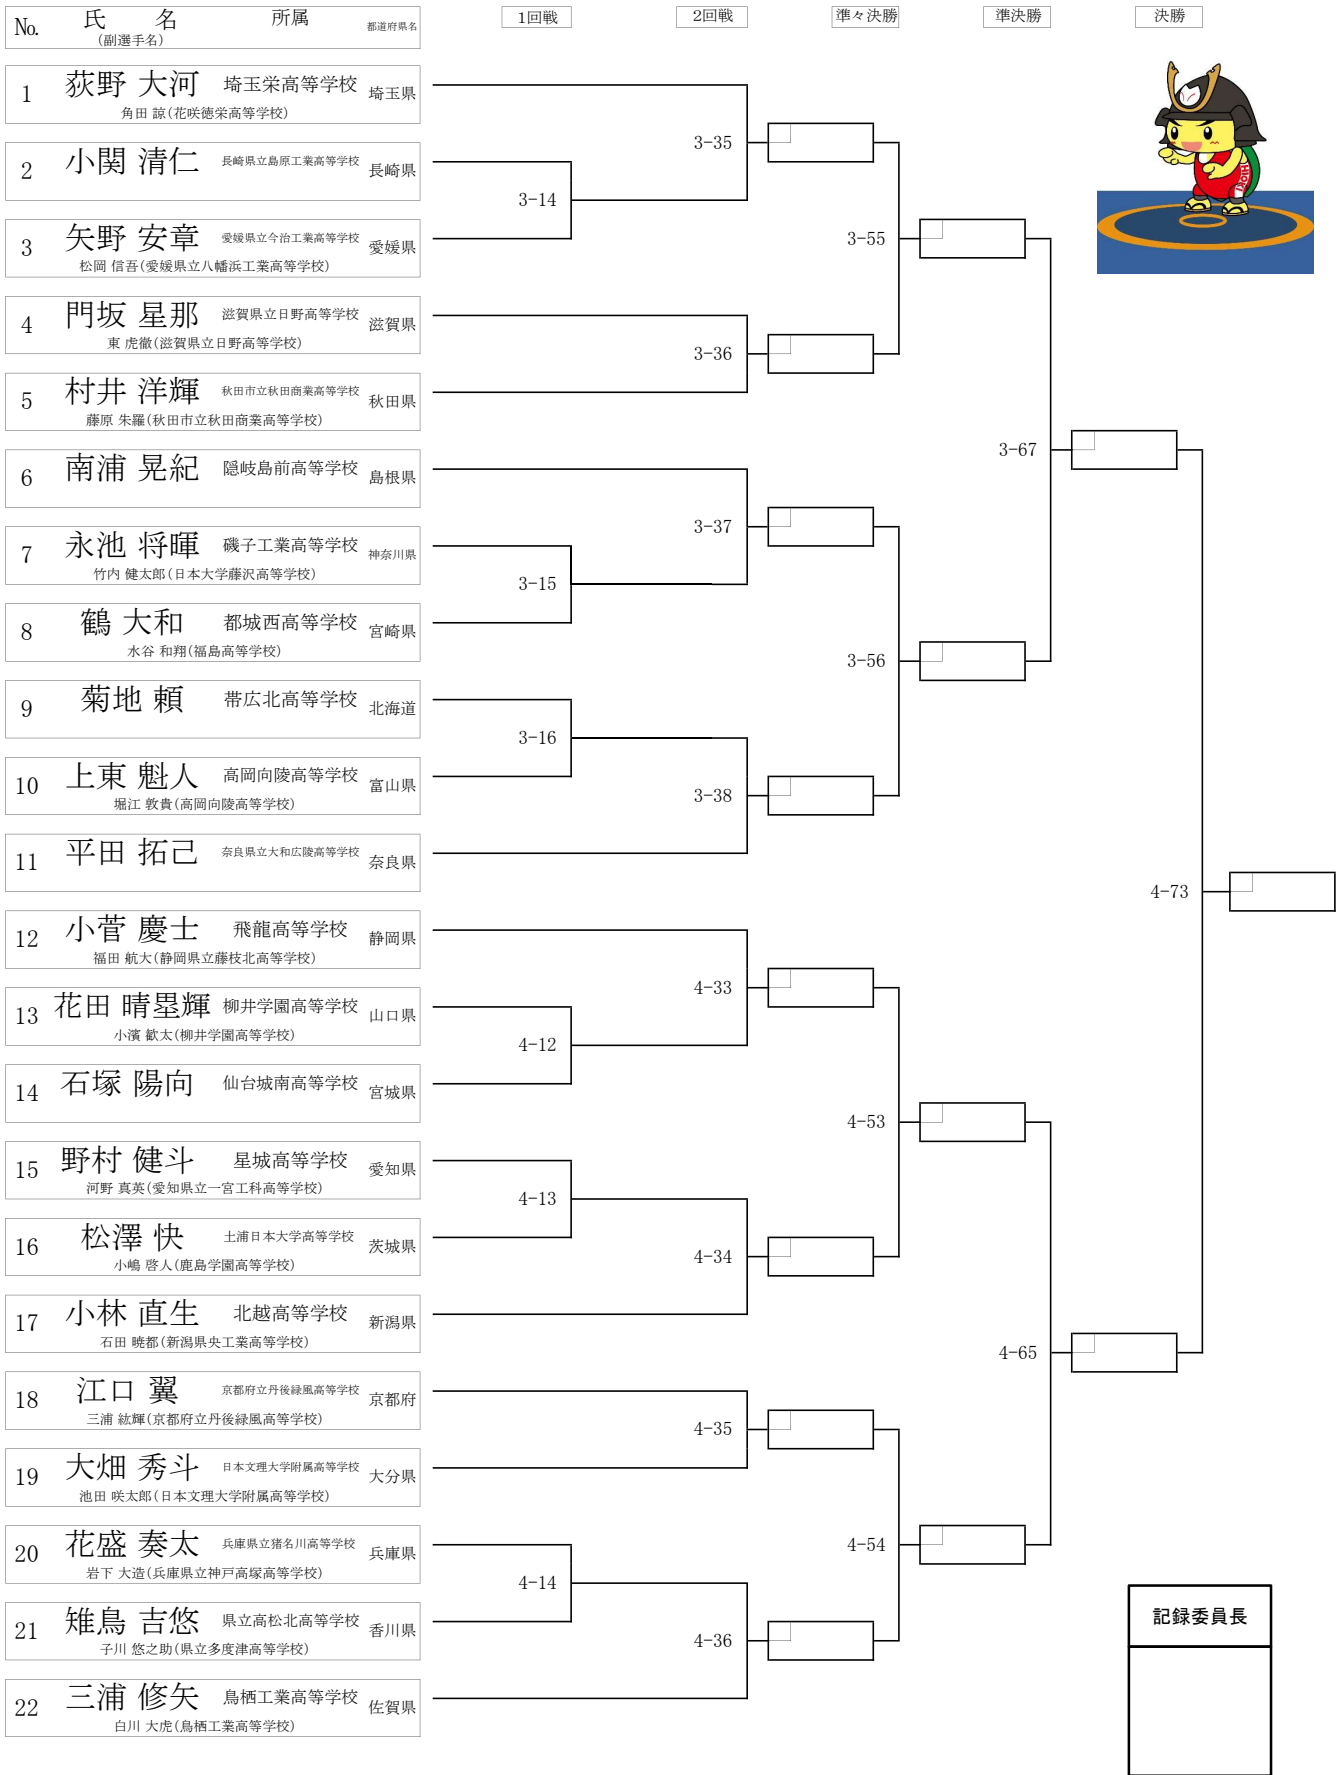 No. 氏 名 所属 都道府県名 1回戦 2回戦 準々決勝 準決勝 決勝
(副選手名)
1 荻野 大河 埼玉栄高等学校 埼玉県
角田 諒(花咲徳栄高等学校)
3-35
2 小関 清仁 長崎県立島原工業高等学校 長崎県
3-14
3 矢野 安章 愛媛県立今治工業高等学校 愛媛県
松岡 信吾(愛媛県立八幡浜工業高等学校)
3-55
4 門坂 星那 滋賀県立日野高等学校 滋賀県
東 虎徹(滋賀県立日野高等学校)
3-36
5 村井 洋輝 秋田市立秋田商業高等学校 秋田県
藤原 朱羅(秋田市立秋田商業高等学校)
3-67
6 南浦 晃紀 隠岐島前高等学校 島根県
3-37
7 永池 将暉 磯子工業高等学校 神奈川県
竹内 健太郎(日本大学藤沢高等学校)
3-15
8 鶴 大和 都城西高等学校 宮崎県
水谷 和翔(福島高等学校)
3-56
9 菊地 頼 帯広北高等学校 北海道
3-16
10 上東 魁人 高岡向陵高等学校 富山県
堀江 敦貴(高岡向陵高等学校)
3-38
11 平田 拓己 奈良県立大和広陵高等学校 奈良県
4-73
12 小菅 慶士 飛龍高等学校 静岡県
福田 航大(静岡県立藤枝北高等学校)
4-33
13 花田 晴塁輝 柳井学園高等学校 山口県
小濱 歓太(柳井学園高等学校)
4-12
14 石塚 陽向 仙台城南高等学校 宮城県
4-53
15 野村 健斗 星城高等学校 愛知県
河野 真英(愛知県立一宮工科高等学校)
4-13
16 松澤 快 土浦日本大学高等学校 茨城県
小嶋 啓人(鹿島学園高等学校)
4-34
17 小林 直生 北越高等学校 新潟県
石田 暁都(新潟県央工業高等学校)
4-65
18 江口 翼 京都府立丹後緑風高等学校 京都府
三浦 紘輝(京都府立丹後緑風高等学校)
4-35
19 大畑 秀斗 日本文理大学附属高等学校 大分県
池田 咲太郎(日本文理大学附属高等学校)
4-54
20 花盛 奏太 兵庫県立猪名川高等学校 兵庫県
岩下 大造(兵庫県立神戸高塚高等学校)
4-14
21 雉鳥 吉悠 県立高松北高等学校 香川県
子川 悠之助(県立多度津高等学校)
4-36
22 三浦 修矢 鳥栖工業高等学校 佐賀県
白川 大虎(鳥栖工業高等学校)
記録委員長